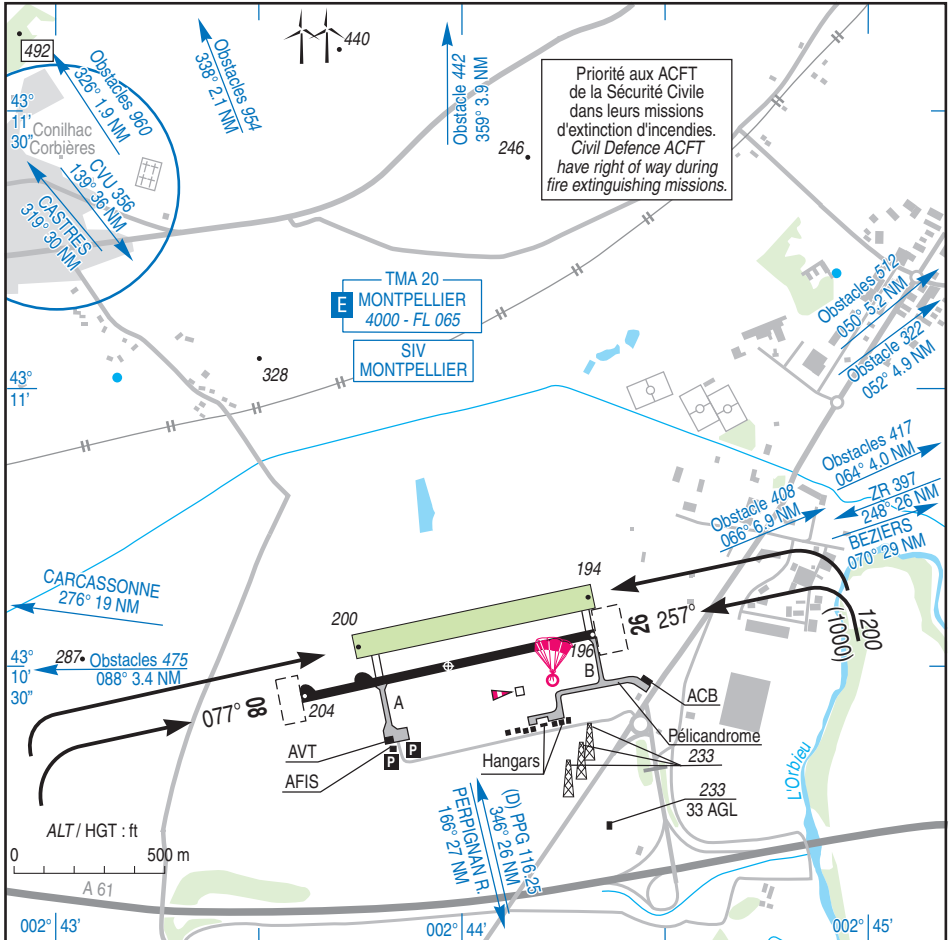 492
440
Obstacles 960
326° 1.9 NM
Obstacles 954
338° 2.1 NM
Obstacle 442
359° 3.9 NM
43°
11'
30"
Conilhac
Corbières
CVU 356
139° 36 NM
CASTRES
319° 30 NM
246
Priorité aux ACFT
de la Sécurité Civile
dans leurs missions
d'extinction d'incendies.
Civil Defence ACFT
have right of way during
fire extinguishing missions.
E
TMA 20
MONTPELLIER
4000 - FL 065
SIV
MONTPELLIER
Obstacles 512
050° 5.2 NM
Obstacle 322
052° 4.9 NM
328
43°
11'
Obstacles 417
064° 4.0 NM
Obstacle 408
066° 6.9 NM
ZR 397
248° 26 NM
BEZIERS
070° 29 NM
CARCASSONNE
276° 19 NM
194
200
26 257°
1200
(1000)
43°
10'
30"
287
Obstacles 475
088° 3.4 NM
196
077° 08
204
A
B
ACB
AVT
P
P
AFIS
Hangars
Pélicandrome
233
233
33 AGL
L'Orbieu
(D) PPG 116.25
346° 26 NM
PERPIGNAN R.
166° 27 NM
ALT / HGT : ft
0 500 m
A 61
002° 43'
002° 44'
002° 45'